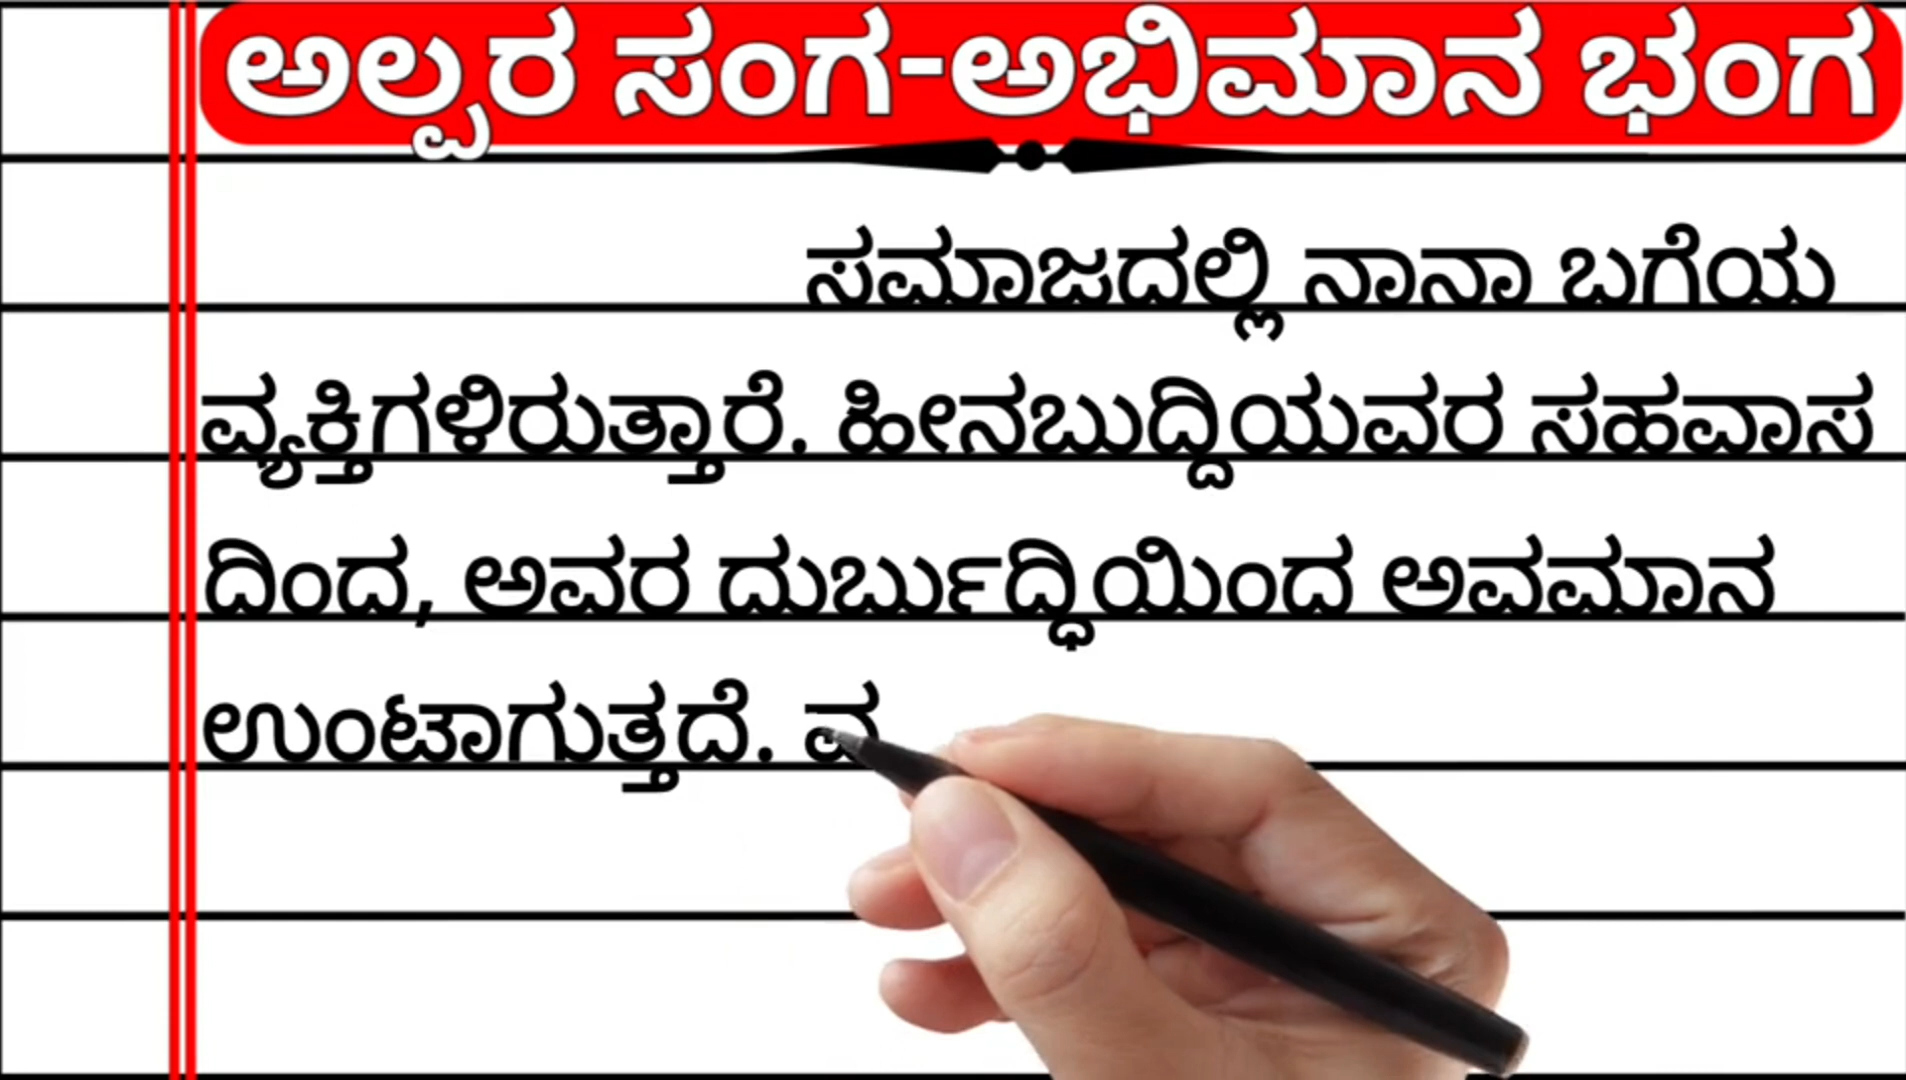 ಅಲ್ಪರ ಸಂಗ-ಅಭಿಮಾನ ಭಂಗ
ಸಮಾಜದಲ್ಲಿ ನಾನಾ ಬಗೆಯ
ವ್ಯಕ್ತಿಗಳಿರುತ್ತಾರೆ. ಹೀನಬುದ್ದಿಯವರ ಸಹವಾಸ
ದಿಂದ, ಅವರ ದುರ್ಬುದ್ಧಿಯಿಂದ ಅವಮಾನ
ಉಂಟಾಗುತ್ತದೆ.